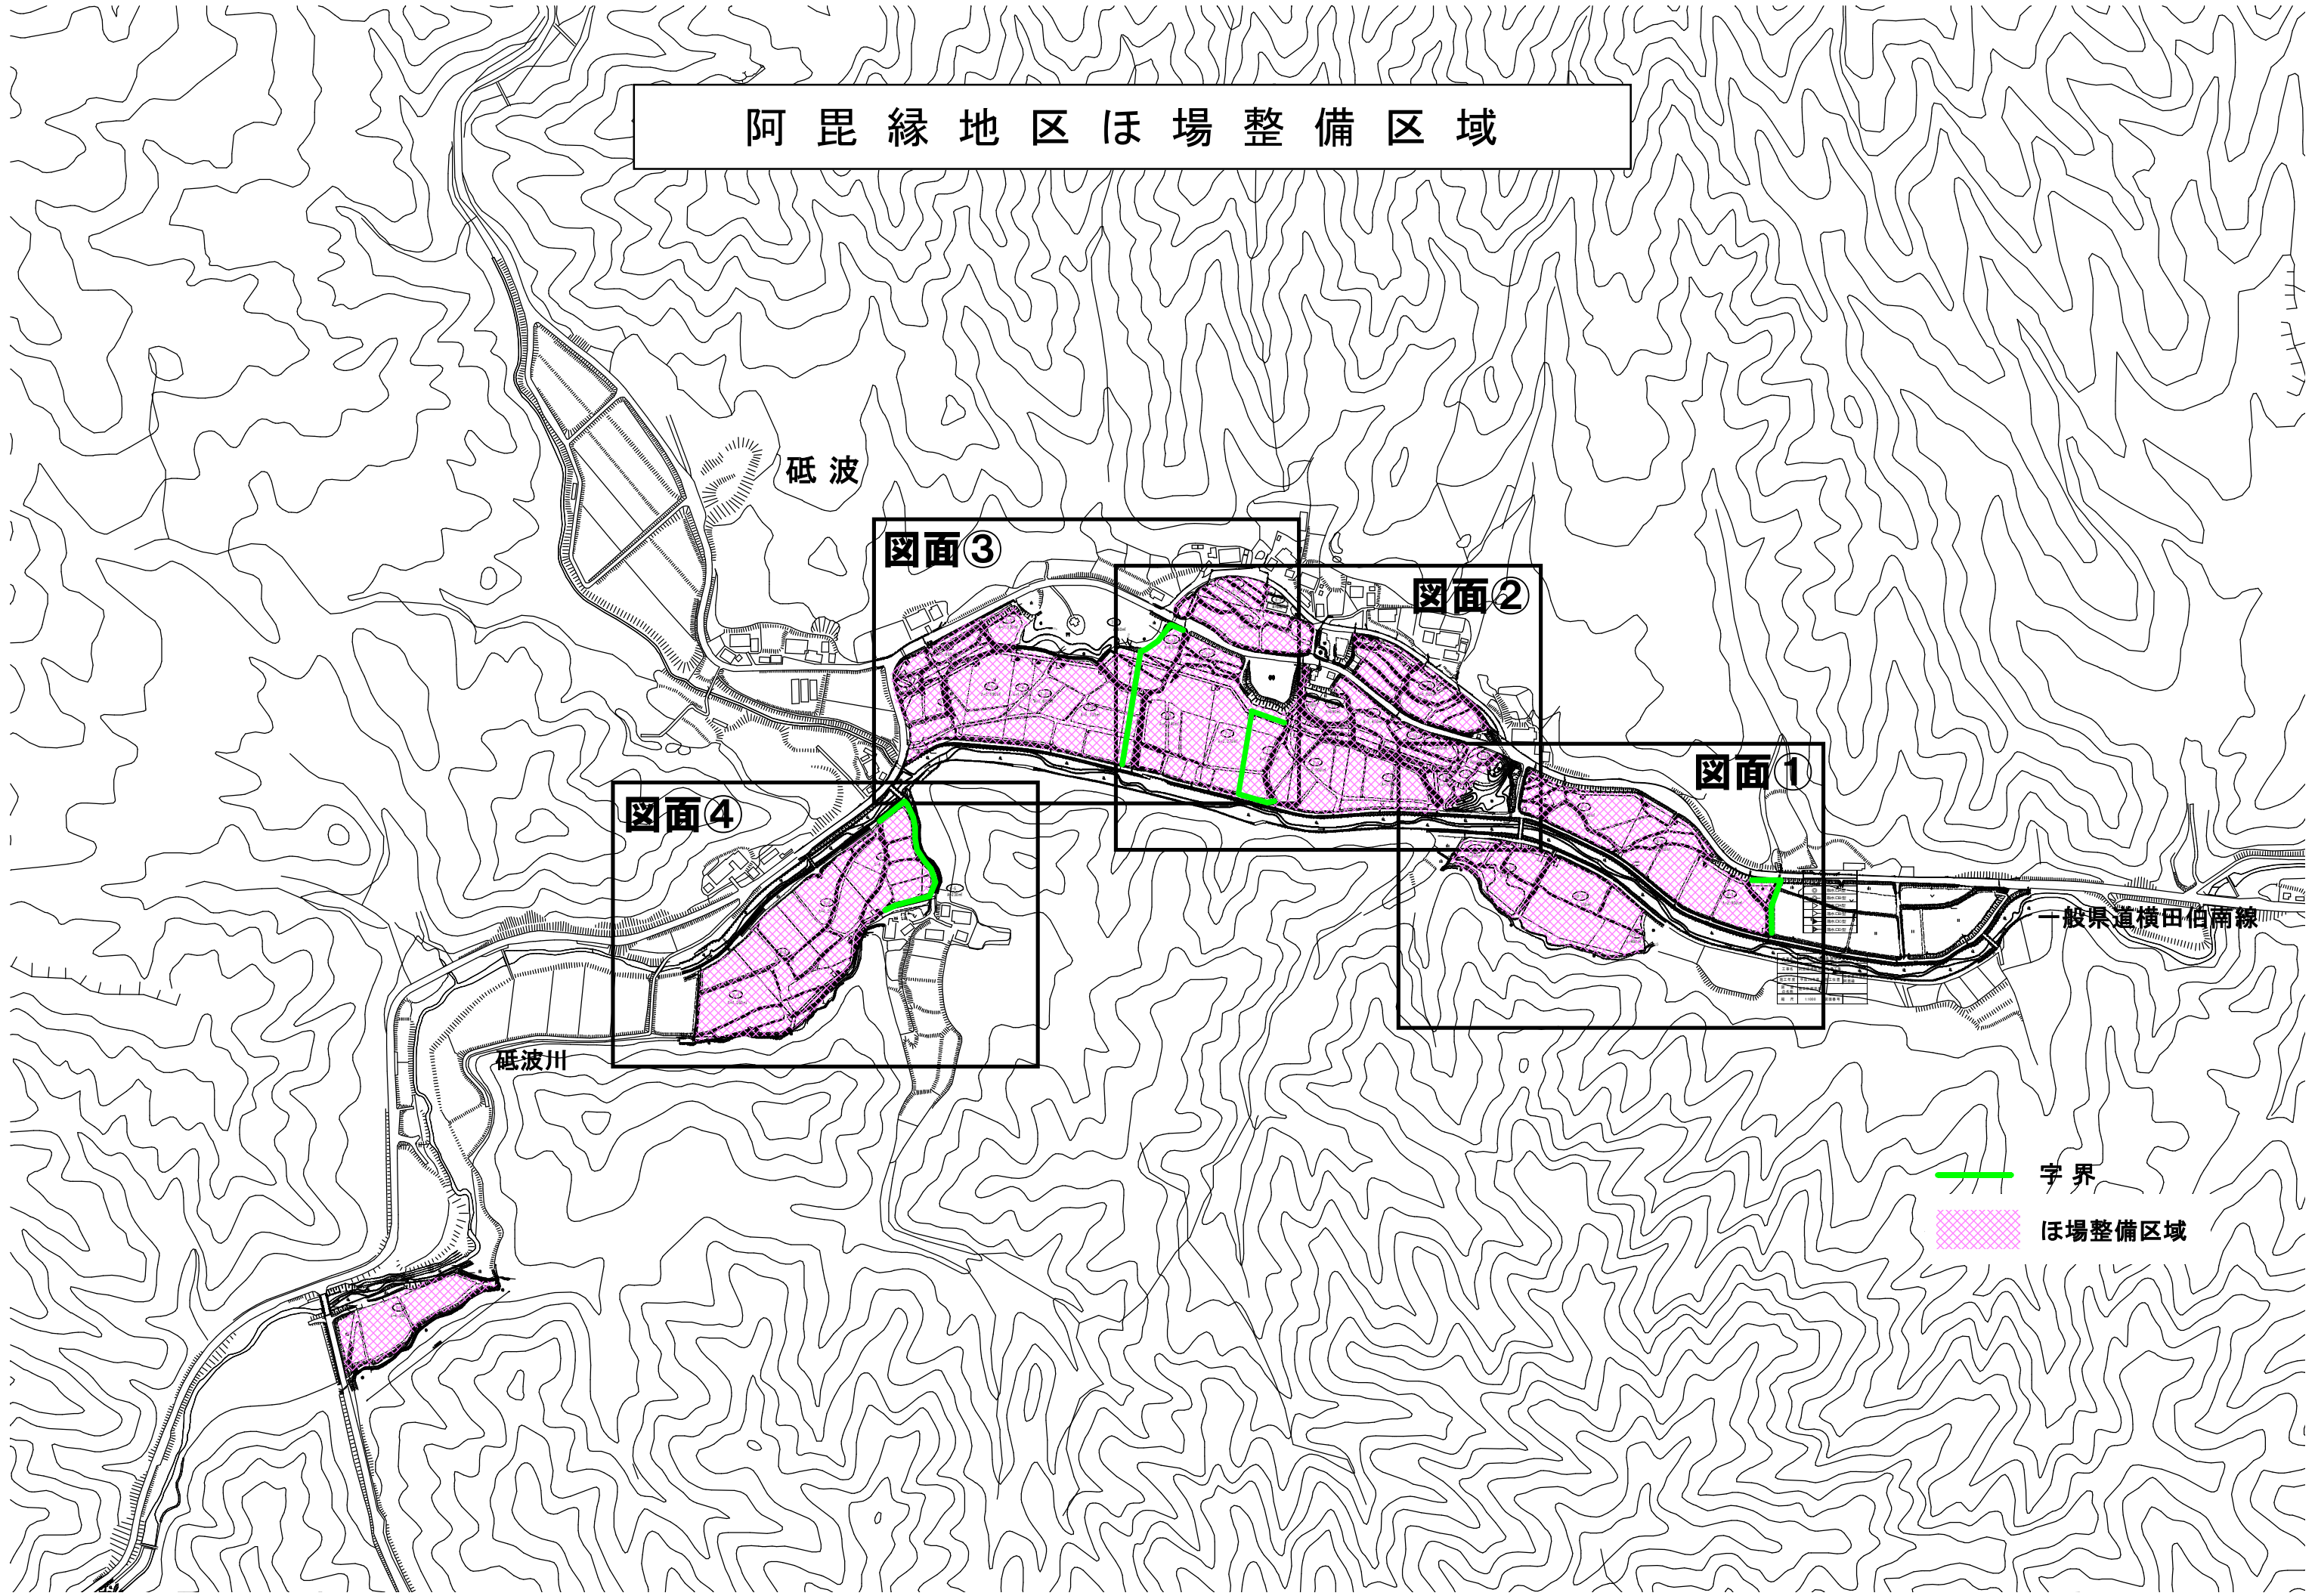 阿毘縁地区ほ場整備区域
砥波
図面③
図面②
図面①
図面④
一般県道横田伯南線
砥波川
字界
ほ場整備区域